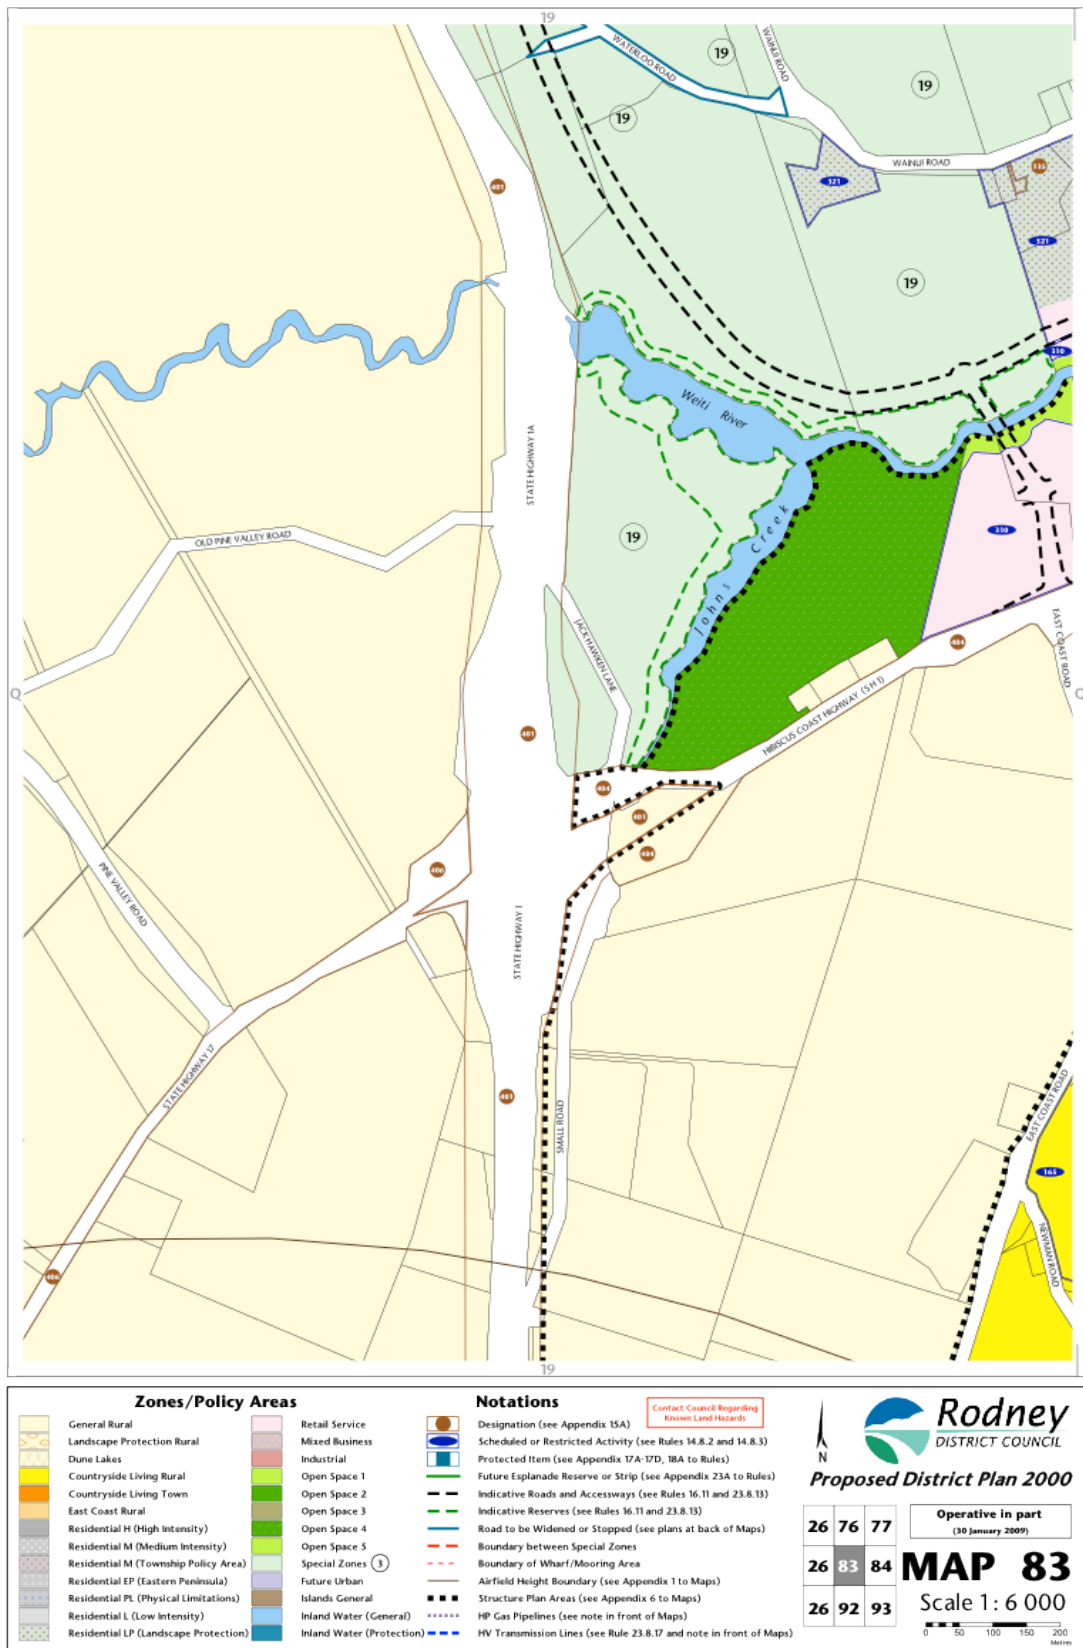 19
WATERLOO ROAD
WAINUI ROAD
19
19
19
WAINUI ROAD
135
401
521
521
19
310
Weiti River
STATE HIGHWAY 1A
OLD PINE VALLEY ROAD
19
Johns Creek
310
JACK HAWKEN LANE
EAST COAST ROAD
404
Q
Q
HIBISCUS COAST HIGHWAY (SH1)
401
404
401
404
406
PINE VALLEY ROAD
STATE HIGHWAY 1
STATE HIGHWAY 17
401
SMALL ROAD
EAST COAST ROAD
165
NEWMAN ROAD
406
19
Zones/Policy Areas
General Rural
Landscape Protection Rural
Dune Lakes
Countryside Living Rural
Countryside Living Town
East Coast Rural
Residential H (High Intensity)
Residential M (Medium Intensity)
Residential M (Township Policy Area)
Residential EP (Eastern Peninsula)
Residential PL (Physical Limitations)
Residential L (Low Intensity)
Residential LP (Landscape Protection)
Retail Service
Mixed Business
Industrial
Open Space 1
Open Space 2
Open Space 3
Open Space 4
Open Space 5
Special Zones 3
Future Urban
Islands General
Inland Water (General)
Inland Water (Protection)
Notations
Contact Council Regarding
Known Land Hazards
Designation (see Appendix 15A)
Scheduled or Restricted Activity (see Rules 14.8.2 and 14.8.3)
Protected Item (see Appendix 17A-17D, 18A to Rules)
Future Esplanade Reserve or Strip (see Appendix 23A to Rules)
Indicative Roads and Accessways (see Rules 16.11 and 23.8.13)
Indicative Reserves (see Rules 16.11 and 23.8.13)
Road to be Widened or Stopped (see plans at back of Maps)
Boundary between Special Zones
Boundary of Wharf/Mooring Area
Airfield Height Boundary (see Appendix 1 to Maps)
Structure Plan Areas (see Appendix 6 to Maps)
HP Gas Pipelines (see note in front of Maps)
HV Transmission Lines (see Rule 23.8.17 and note in front of Maps)
N
Rodney
DISTRICT COUNCIL
Proposed District Plan 2000
26 76 77
26 83 84
26 92 93
Operative in part
(30 January 2009)
MAP 83
Scale 1: 6 000
0 50 100 150 200
Metres